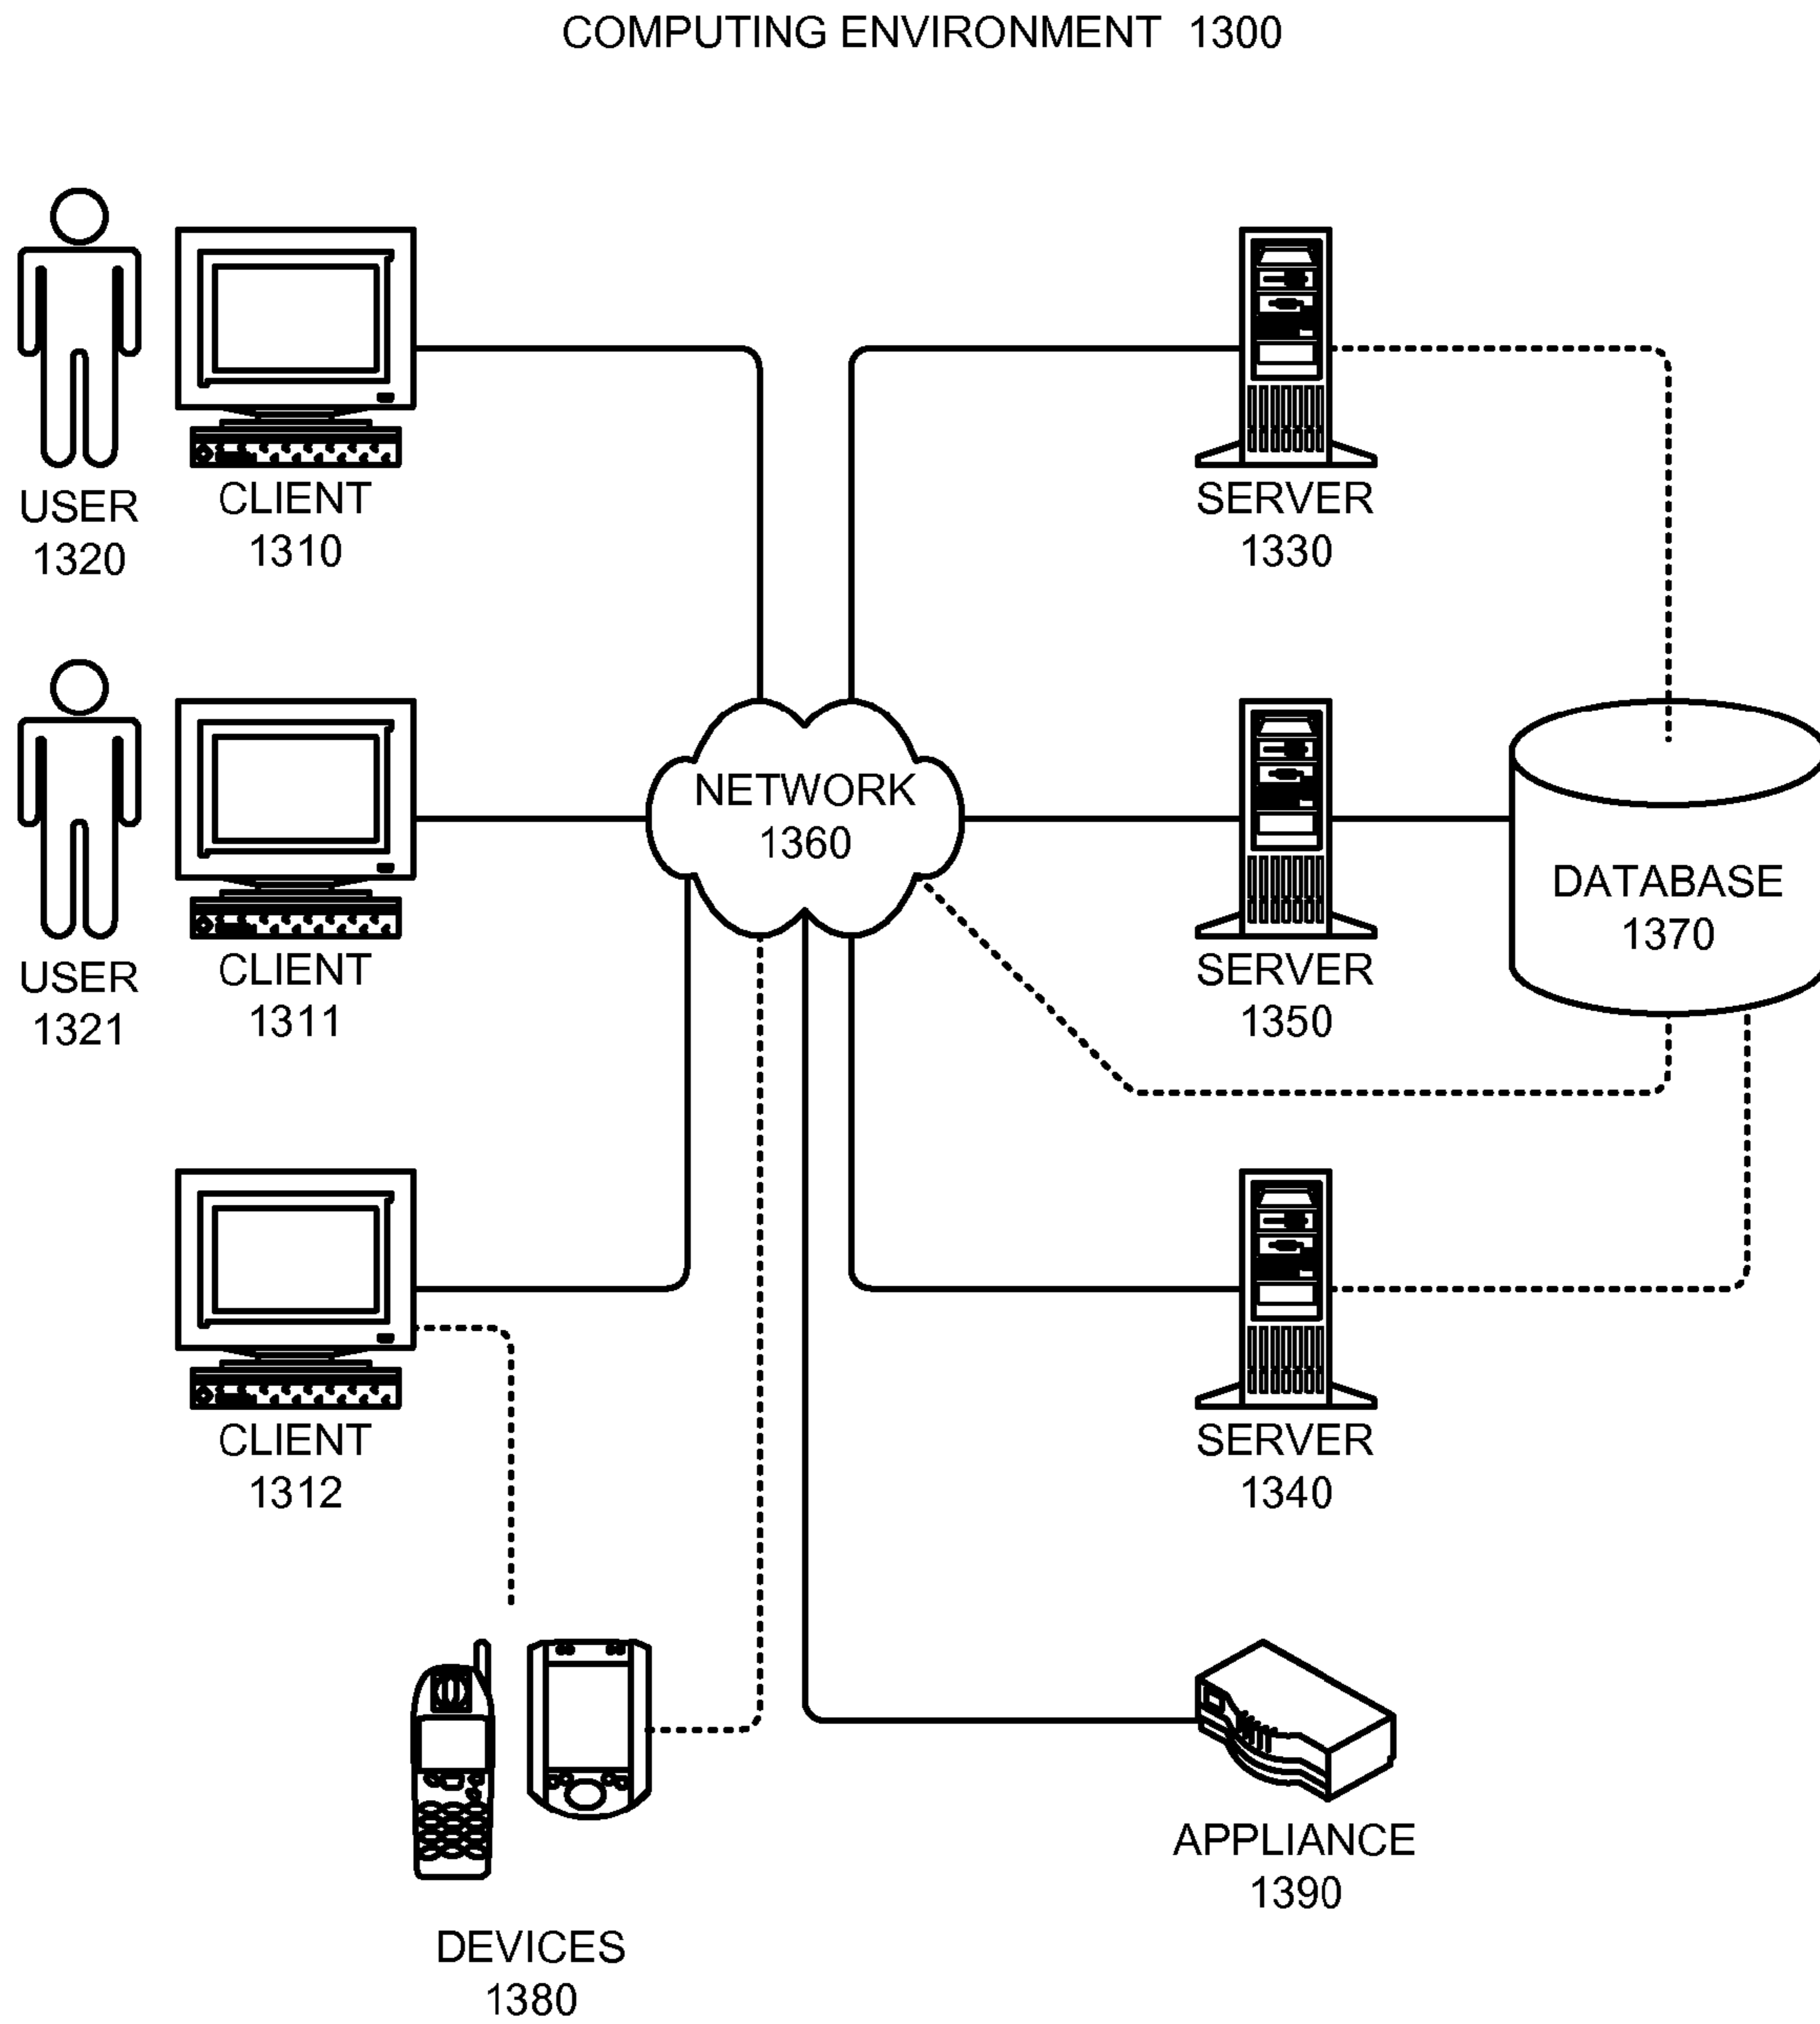 COMPUTING ENVIRONMENT 1300
USER
1320
CLIENT
1310
SERVER
1330
NETWORK
1360
DATABASE
1370
USER
1321
CLIENT
1311
SERVER
1350
CLIENT
1312
SERVER
1340
APPLIANCE
1390
DEVICES
1380